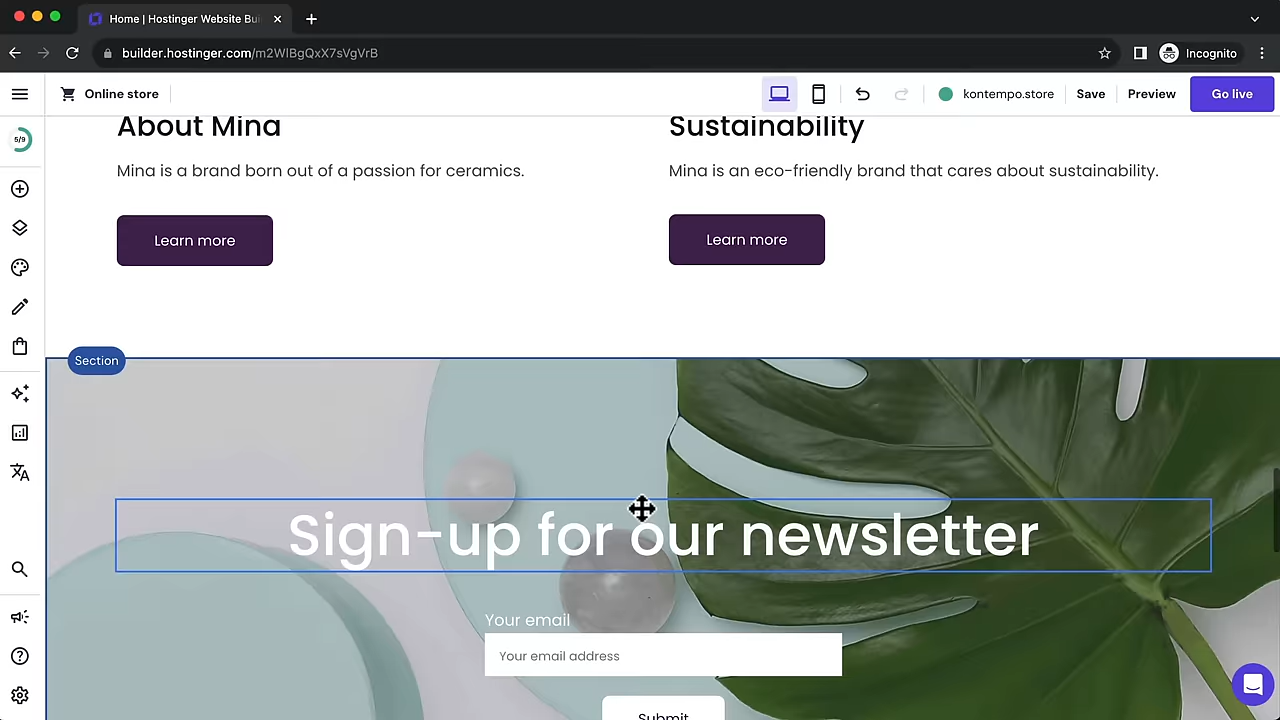 Home | Hostinger Website Bui
builder.hostinger.com/m2WlBgQxX7sVgVrB
Incognito
Online store
kontempo.store
Save
Preview
Go live
5/9
About Mina
Sustainability
Mina is a brand born out of a passion for ceramics.
Mina is an eco-friendly brand that cares about sustainability.
Learn more
Learn more
Section
Sign-up for our newsletter
Your email
Your email address
Submit